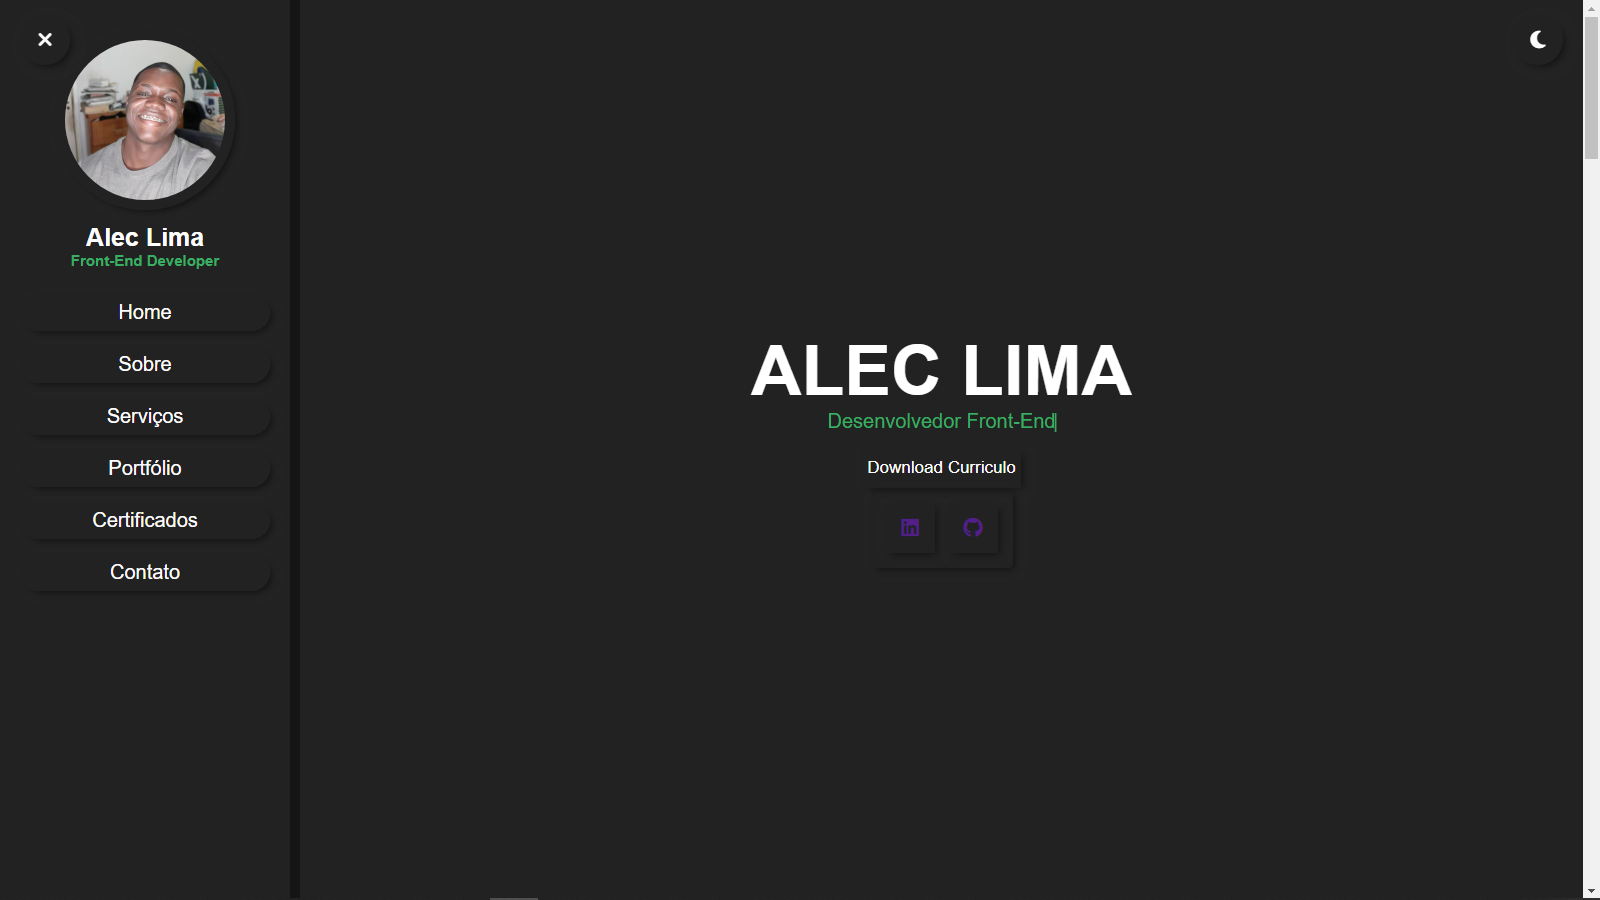 Alec Lima
Front-End Developer
Home
Sobre
Serviços
Portfólio
Certificados
Contato
ALEC LIMA
Desenvolvedor Front-End
Download Curriculo